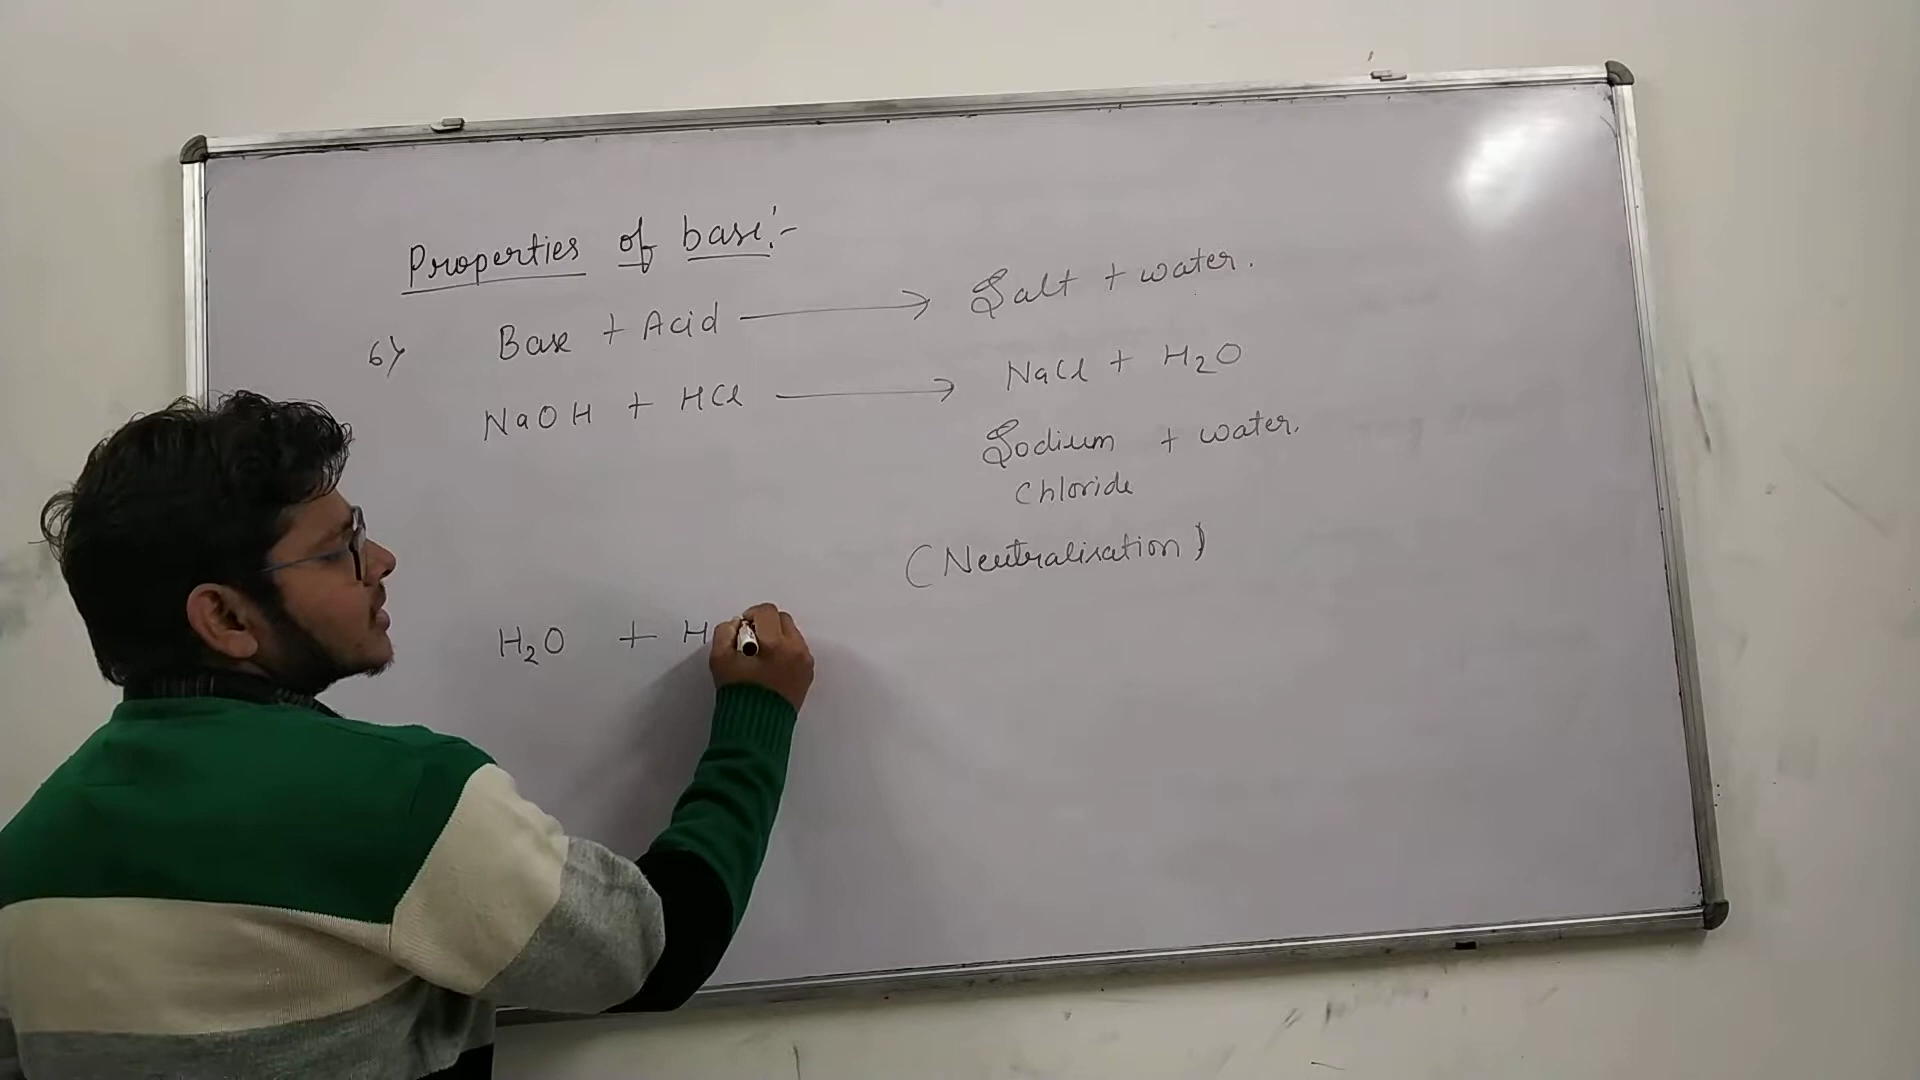 Properties of base:-
6) Base + Acid ⟶ Salt + water.
NaOH + HCl ⟶ NaCl + H₂O
Sodium + water.
Chloride
(Neutralisation)
H₂O + H